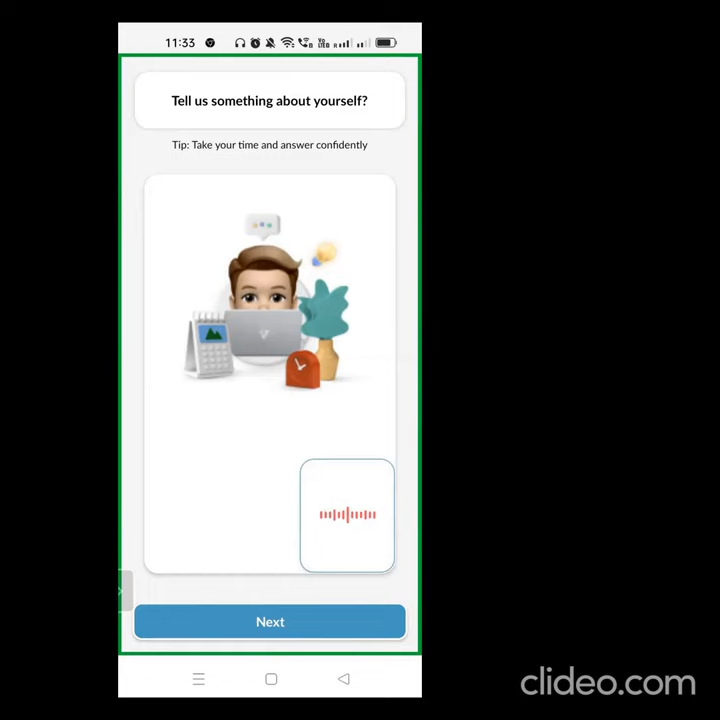 11:33
Tell us something about yourself?
Tip: Take your time and answer confidently
Next
clideo.com